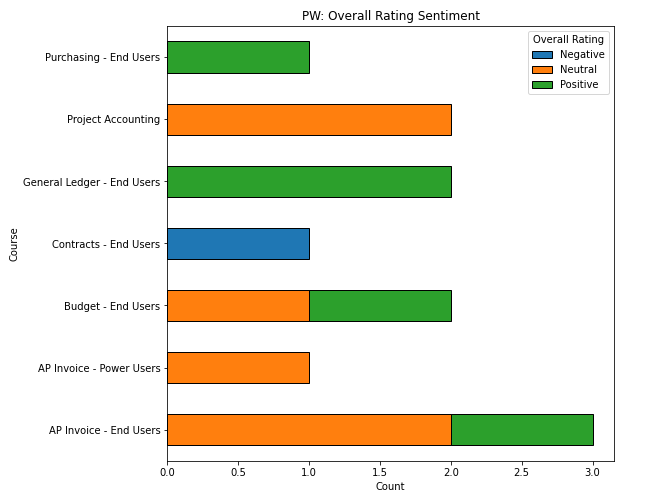 PW: Overall Rating Sentiment
Overall Rating
Negative
Neutral
Positive
Purchasing - End Users
Project Accounting
General Ledger - End Users
Contracts - End Users
Budget - End Users
AP Invoice - Power Users
AP Invoice - End Users
Course
0.0 0.5 1.0 1.5 2.0 2.5 3.0
Count